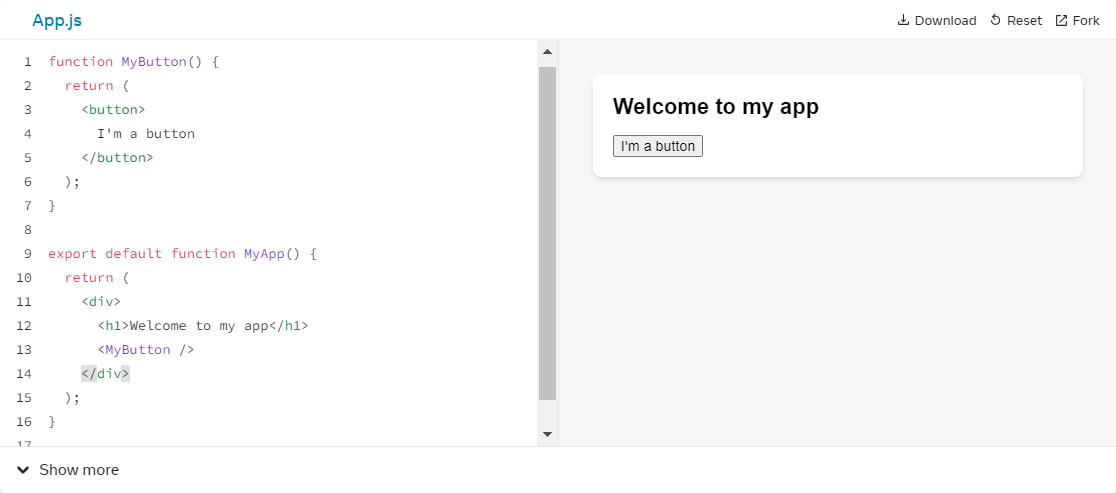 App.js
Download Reset Fork
1 function MyButton() {
2 return (
3 <button>
4 I'm a button
5 </button>
6 );
7 }
8
9 export default function MyApp() {
10 return (
11 <div>
12 <h1>Welcome to my app</h1>
13 <MyButton />
14 </div>
15 );
16 }
17
Welcome to my app
I'm a button
Show more